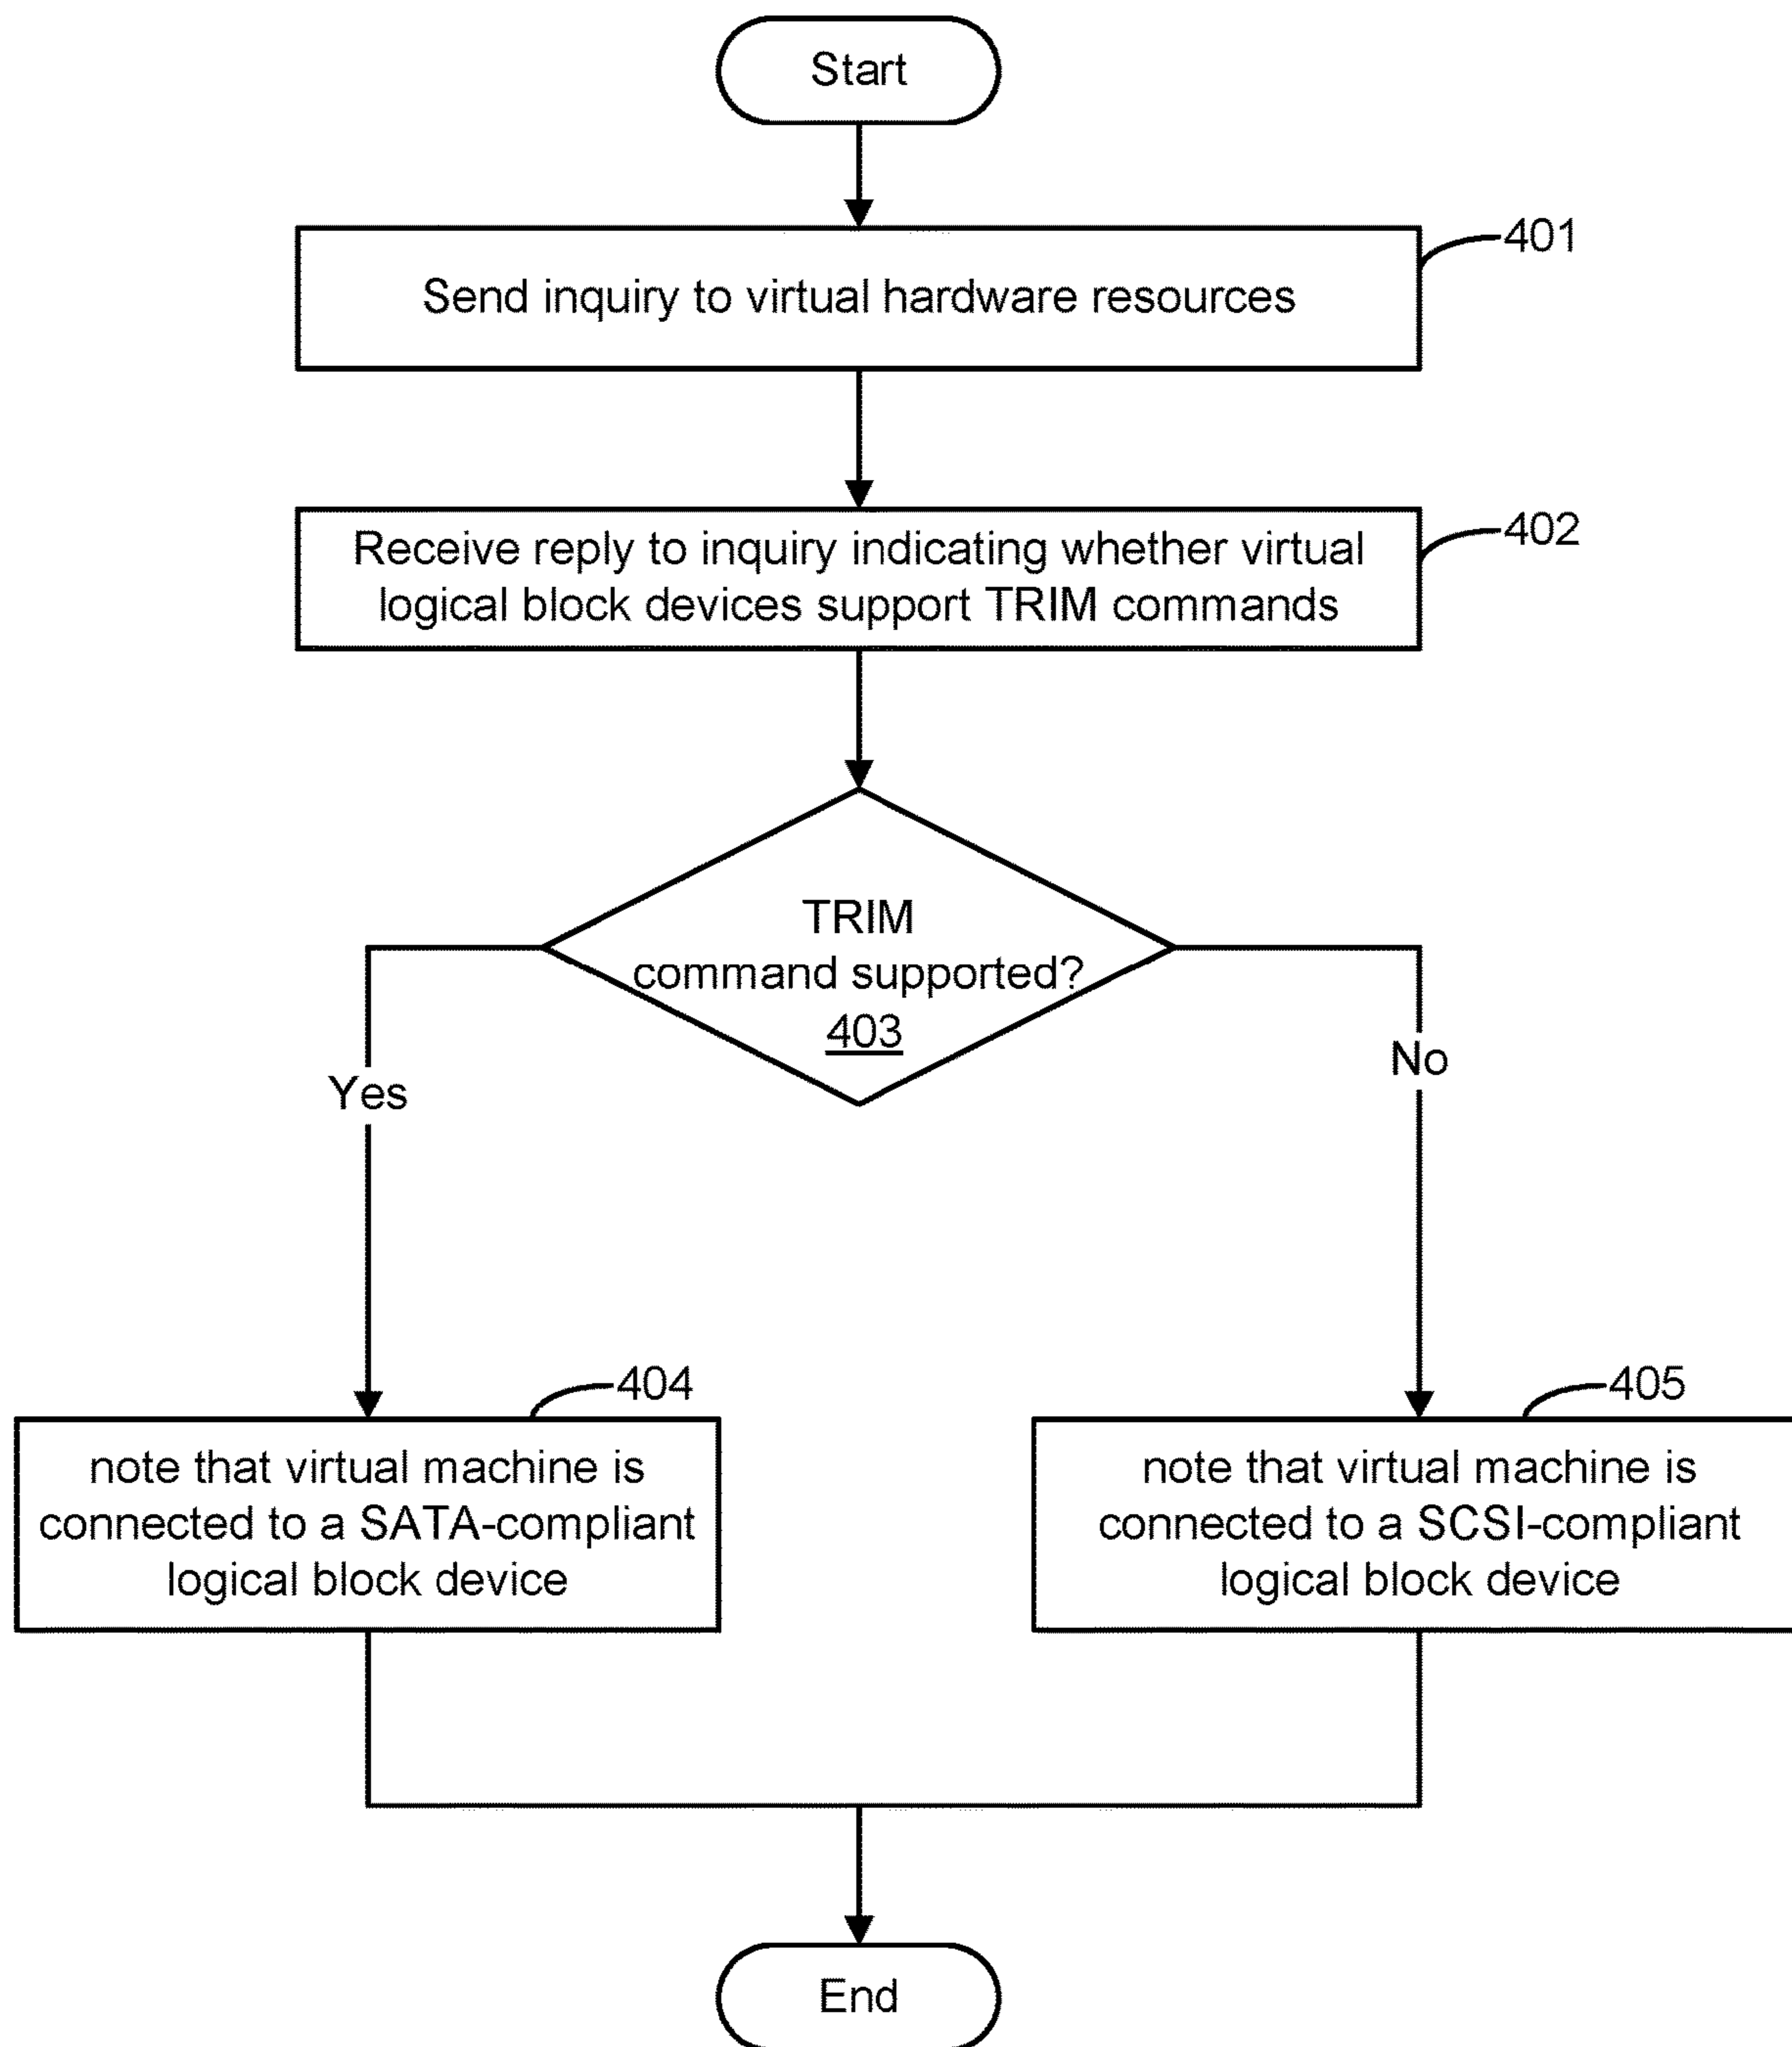 Start
401
Send inquiry to virtual hardware resources
402
Receive reply to inquiry indicating whether virtual
logical block devices support TRIM commands
TRIM
command supported?
403
Yes
No
404
note that virtual machine is
connected to a SATA-compliant
logical block device
405
note that virtual machine is
connected to a SCSI-compliant
logical block device
End